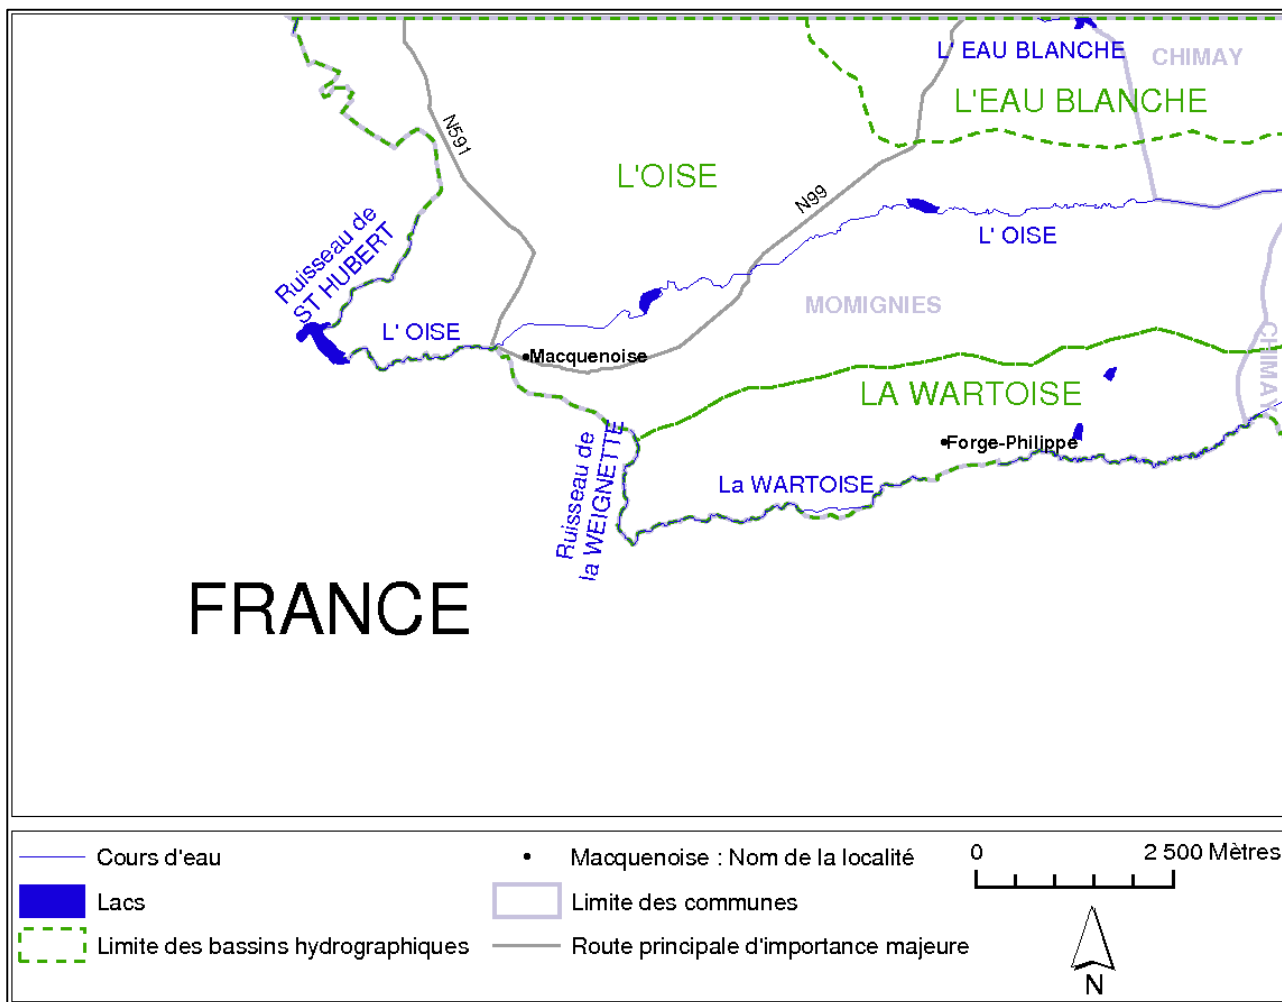 L' EAU BLANCHE
CHIMAY
L'EAU BLANCHE
N591
L'OISE
N99
Ruisseau de
ST HUBERT
L' OISE
MOMIGNIES
L' OISE
Macquenoise
CHIMAY
LA WARTOISE
Forge-Philippe
Ruisseau de
la WEIGNETTE
La WARTOISE
FRANCE
Cours d'eau
Macquenoise : Nom de la localité
0
2 500 Mètres
Lacs
Limite des communes
Limite des bassins hydrographiques
Route principale d'importance majeure
N